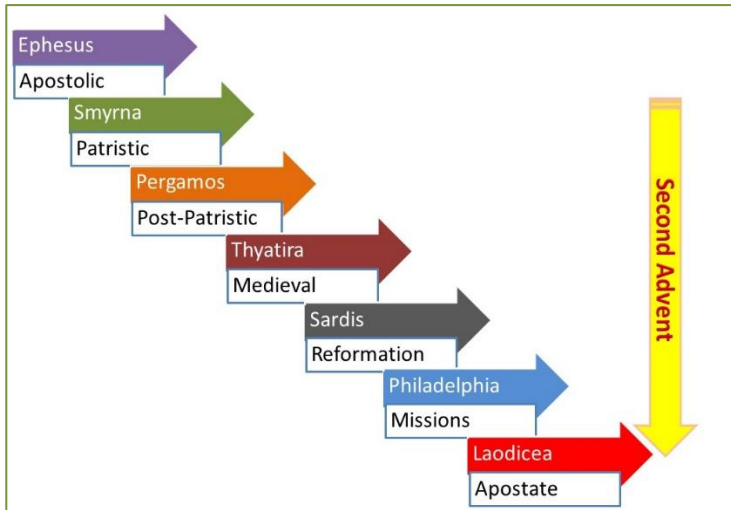 Ephesus
Apostolic
Smyrna
Patristic
Pergamos
Post-Patristic
Thyatira
Medieval
Sardis
Reformation
Philadelphia
Missions
Laodicea
Apostate
Second Advent